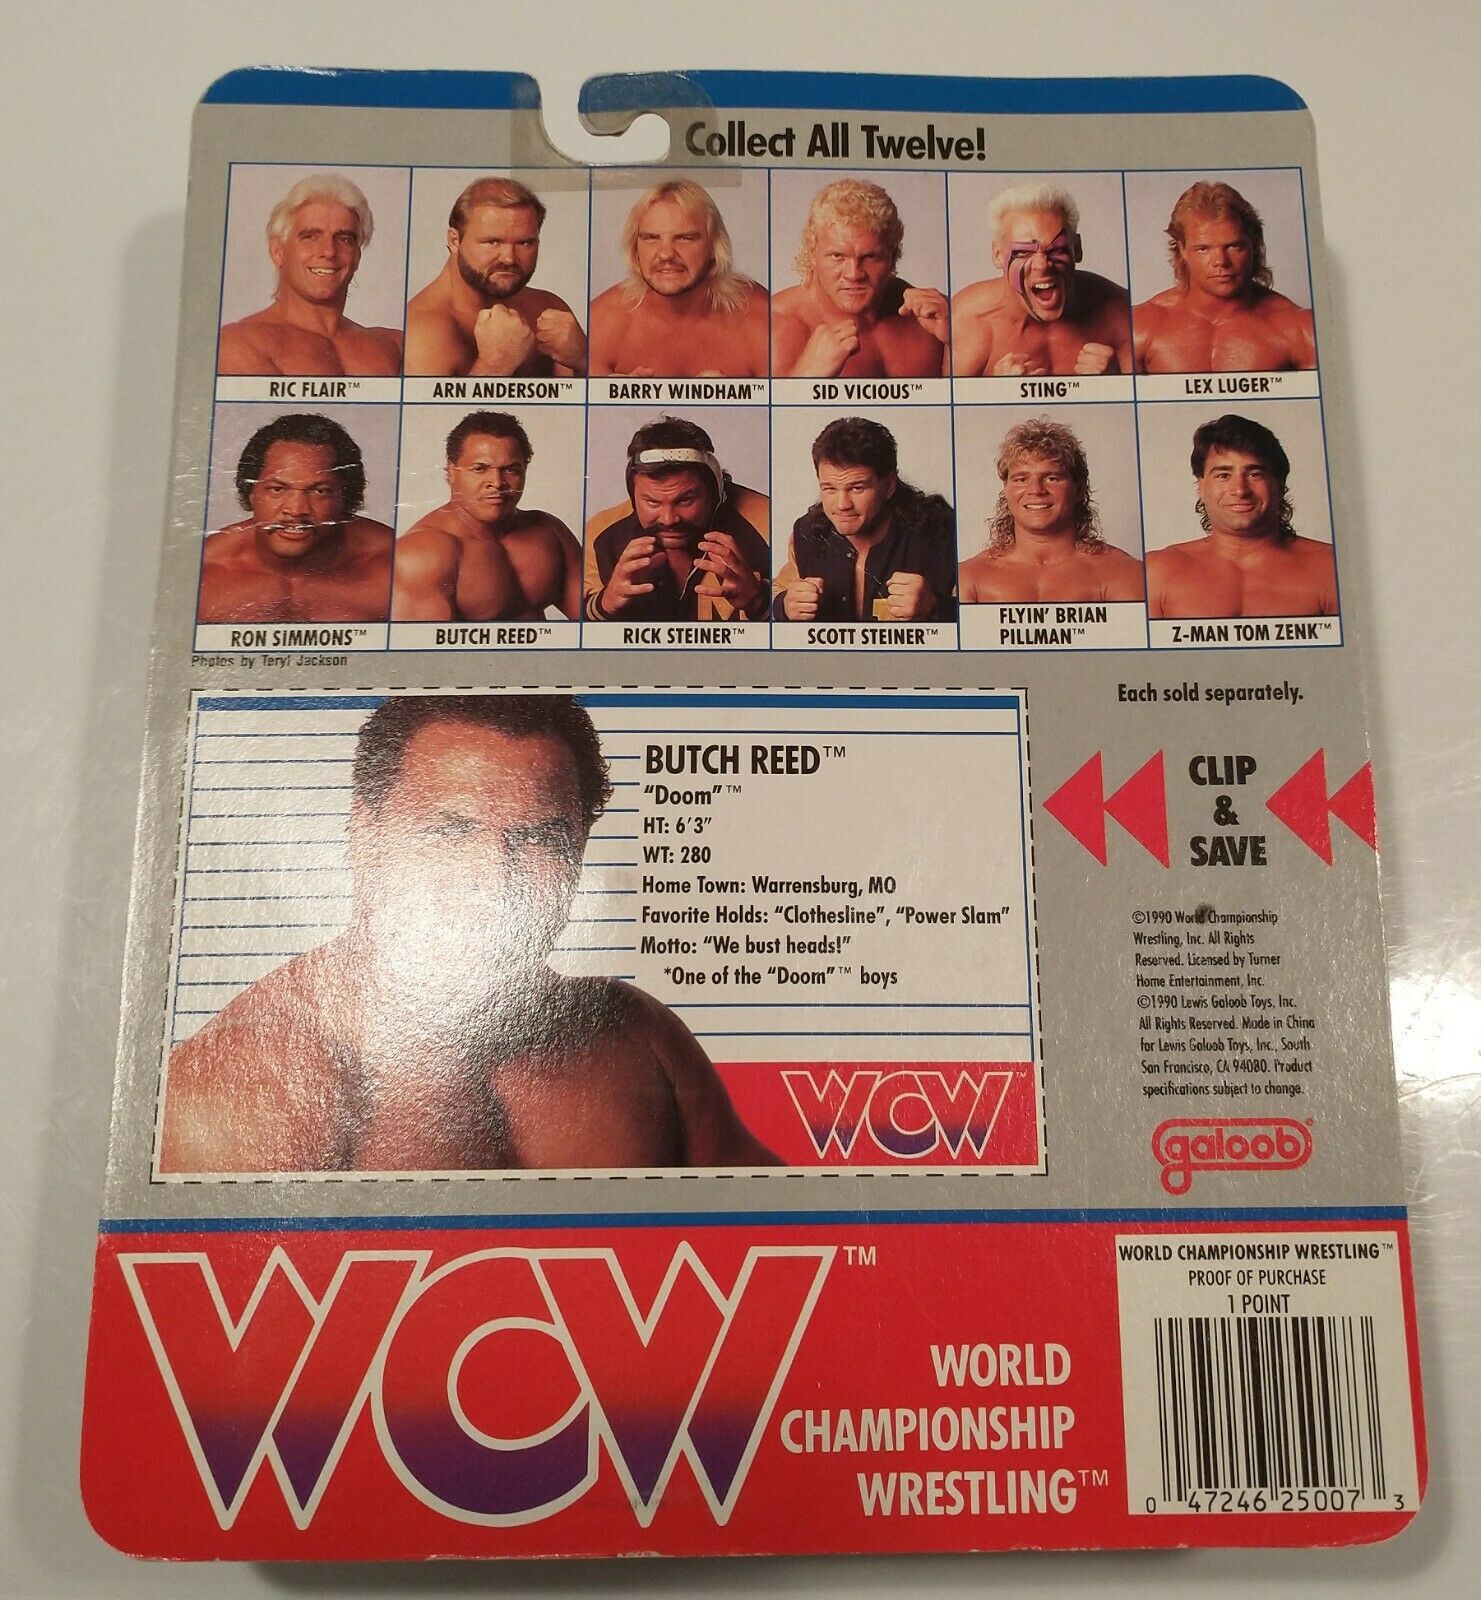 Collect All Twelve!
RIC FLAIR™
ARN ANDERSON™
BARRY WINDHAM™
SID VICIOUS™
STING™
LEX LUGER™
RON SIMMONS™
BUTCH REED™
RICK STEINER™
SCOTT STEINER™
FLYIN' BRIAN
PILLMAN™
Z-MAN TOM ZENK™
Photos by Teryl Jackson
Each sold separately.
BUTCH REED™
"Doom"™
HT: 6'3"
WT: 280
Home Town: Warrensburg, MO
Favorite Holds: "Clothesline", "Power Slam"
Motto: "We bust heads!"
*One of the "Doom"™ boys
WCW™
CLIP
&
SAVE
©1990 World Championship
Wrestling, Inc. All Rights
Reserved. Licensed by Turner
Home Entertainment, Inc.
©1990 Lewis Galoob Toys, Inc.
All Rights Reserved. Made in China
for Lewis Galoob Toys, Inc., South
San Francisco, CA 94080. Product
specifications subject to change.
galoob®
WCW™
WORLD
CHAMPIONSHIP
WRESTLING™
WORLD CHAMPIONSHIP WRESTLING™
PROOF OF PURCHASE
1 POINT
0 47246 25007 3